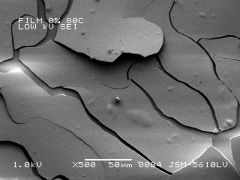 FILM 0% 80C
LOW kV SEI
1.0kV X500 50μm 0004 JSM-5610LV